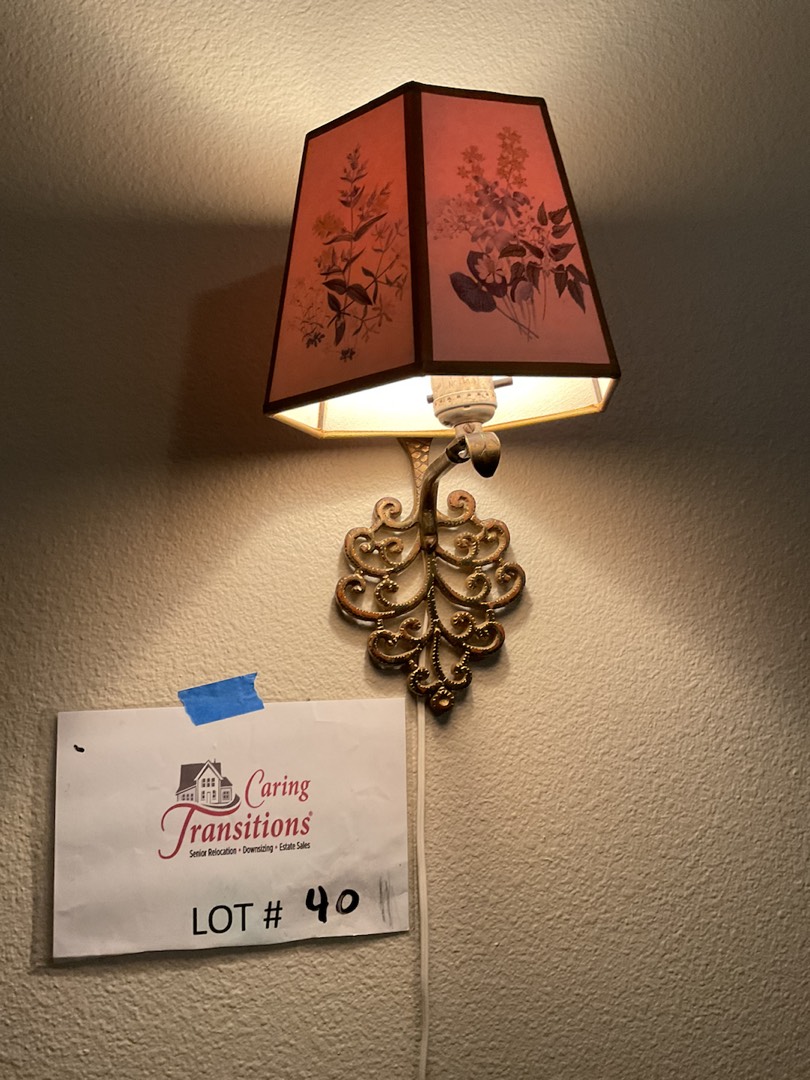 Caring
Transitions®
Senior Relocation • Downsizing • Estate Sales
LOT # 40